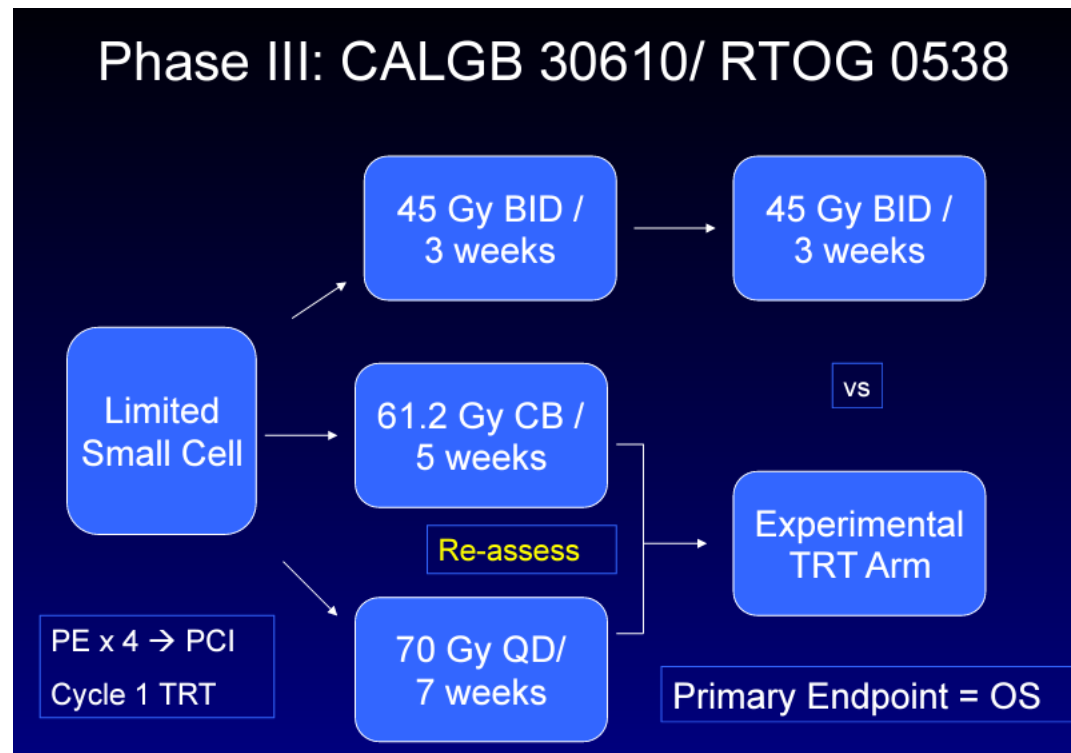 Phase III: CALGB 30610/ RTOG 0538
45 Gy BID /
3 weeks
45 Gy BID /
3 weeks
Limited
Small Cell
61.2 Gy CB /
5 weeks
vs
Re-assess
Experimental
TRT Arm
PE x 4 → PCI
Cycle 1 TRT
70 Gy QD/
7 weeks
Primary Endpoint = OS